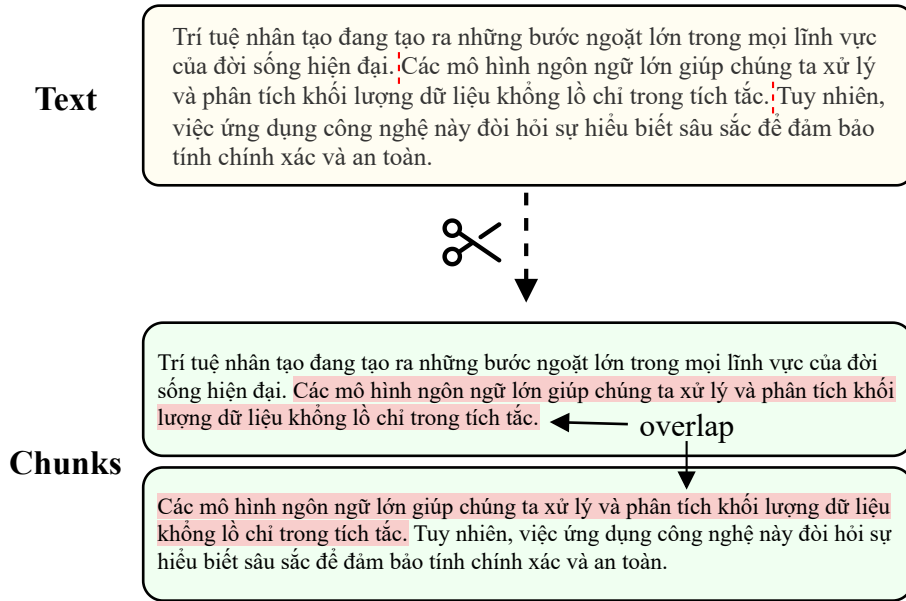 Text
Trí tuệ nhân tạo đang tạo ra những bước ngoặt lớn trong mọi lĩnh vực
của đời sống hiện đại. Các mô hình ngôn ngữ lớn giúp chúng ta xử lý
và phân tích khối lượng dữ liệu khổng lồ chỉ trong tích tắc. Tuy nhiên,
việc ứng dụng công nghệ này đòi hỏi sự hiểu biết sâu sắc để đảm bảo
tính chính xác và an toàn.
Chunks
Trí tuệ nhân tạo đang tạo ra những bước ngoặt lớn trong mọi lĩnh vực của đời
sống hiện đại. Các mô hình ngôn ngữ lớn giúp chúng ta xử lý và phân tích khối
lượng dữ liệu khổng lồ chỉ trong tích tắc.
overlap
Các mô hình ngôn ngữ lớn giúp chúng ta xử lý và phân tích khối lượng dữ liệu
khổng lồ chỉ trong tích tắc. Tuy nhiên, việc ứng dụng công nghệ này đòi hỏi sự
hiểu biết sâu sắc để đảm bảo tính chính xác và an toàn.